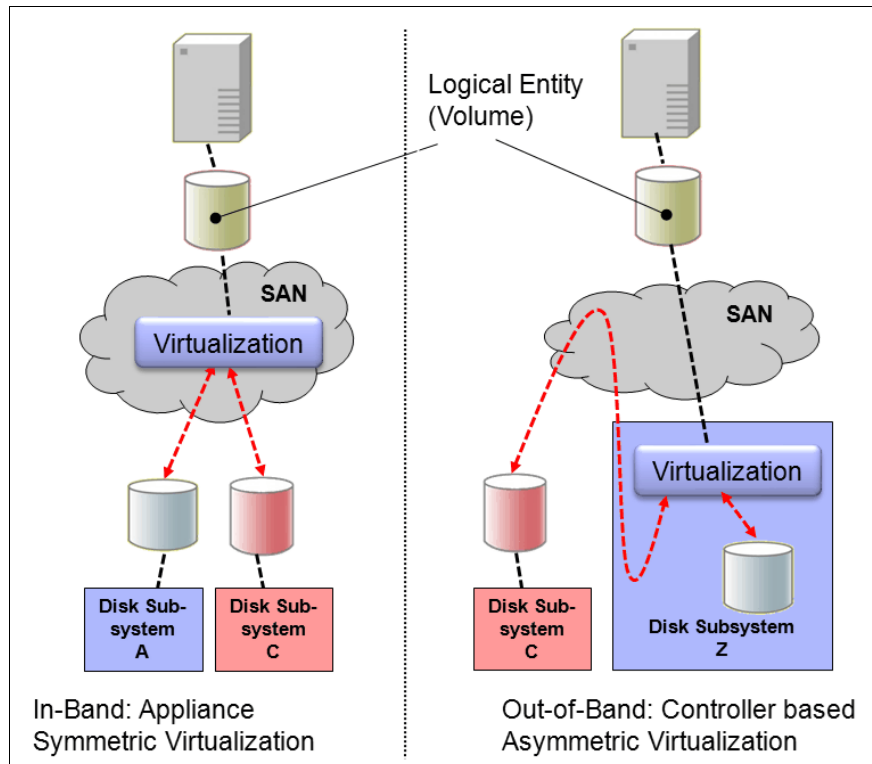 Logical Entity
(Volume)
SAN
Virtualization
Disk Sub-
system
A
Disk Sub-
system
C
In-Band: Appliance
Symmetric Virtualization
SAN
Virtualization
Disk Sub-
system
C
Disk Subsystem
Z
Out-of-Band: Controller based
Asymmetric Virtualization